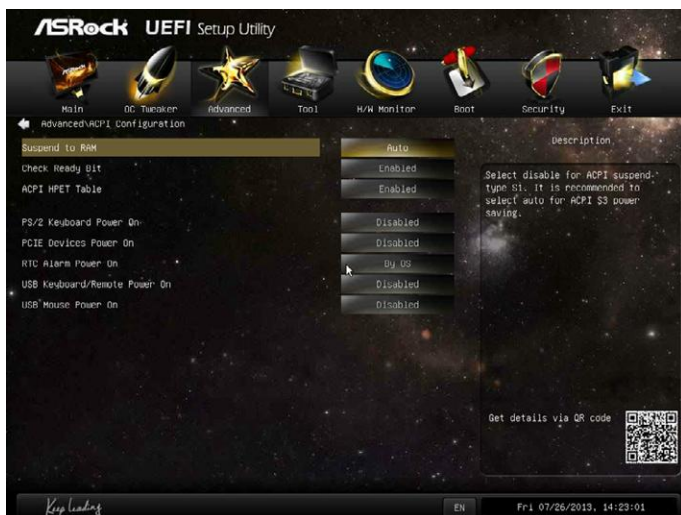 ASRock UEFI Setup Utility
Main OC Tweaker Advanced Tool H/W Monitor Boot Security Exit
Advanced\ACPI Configuration
Description
Suspend to RAM Auto
Check Ready Bit Enabled
ACPI HPET Table Enabled
PS/2 Keyboard Power On Disabled
PCIE Devices Power On Disabled
RTC Alarm Power On By OS
USB Keyboard/Remote Power On Disabled
USB Mouse Power On Disabled
Select disable for ACPI suspend
type S1. It is recommended to
select auto for ACPI S3 power
saving.
Get details via QR code
Keep Leading
EN
Fri 07/26/2013, 14:23:01